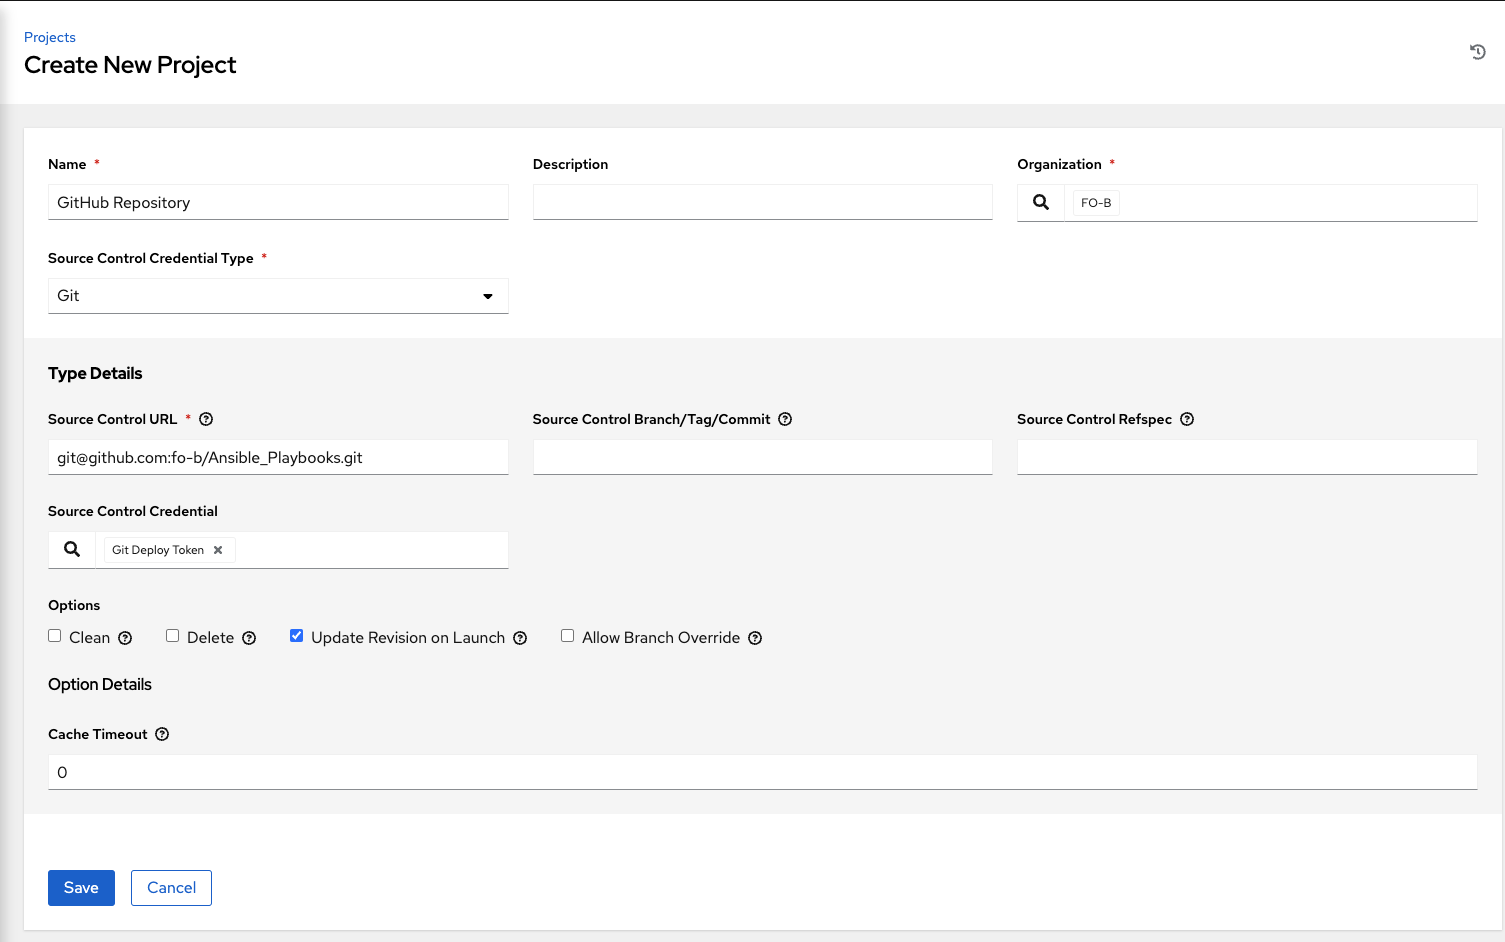 Projects
Create New Project
Name *
Description
Organization *
GitHub Repository
FO-B
Source Control Credential Type *
Git
Type Details
Source Control URL *
Source Control Branch/Tag/Commit
Source Control Refspec
git@github.com:fo-b/Ansible_Playbooks.git
Source Control Credential
Git Deploy Token
Options
Clean
Delete
Update Revision on Launch
Allow Branch Override
Option Details
Cache Timeout
0
Save
Cancel